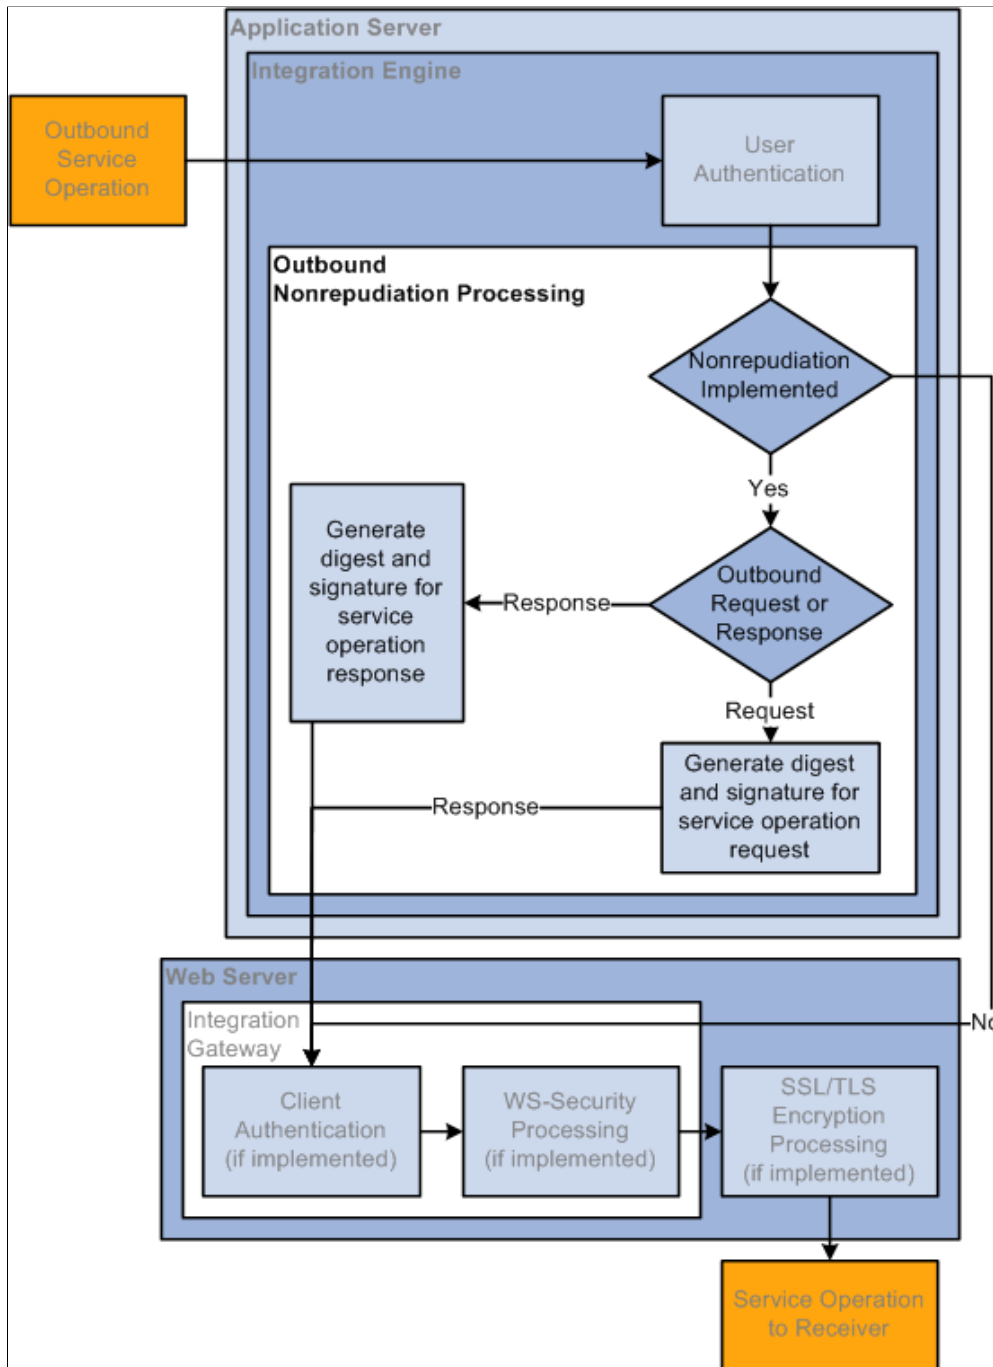 Application Server
Integration Engine
Outbound
Service
Operation
User
Authentication
Outbound
Nonrepudiation Processing
Nonrepudiation
Implemented
Yes
Generate
digest and
signature for
service
operation
response
Response
Outbound
Request or
Response
Request
Generate digest
and signature for
service operation
request
Response
Web Server
Integration
Gateway
No
Client
Authentication
(if implemented)
WS-Security
Processing
(if implemented)
SSL/TLS
Encryption
Processing
(if implemented)
Service Operation
to Receiver